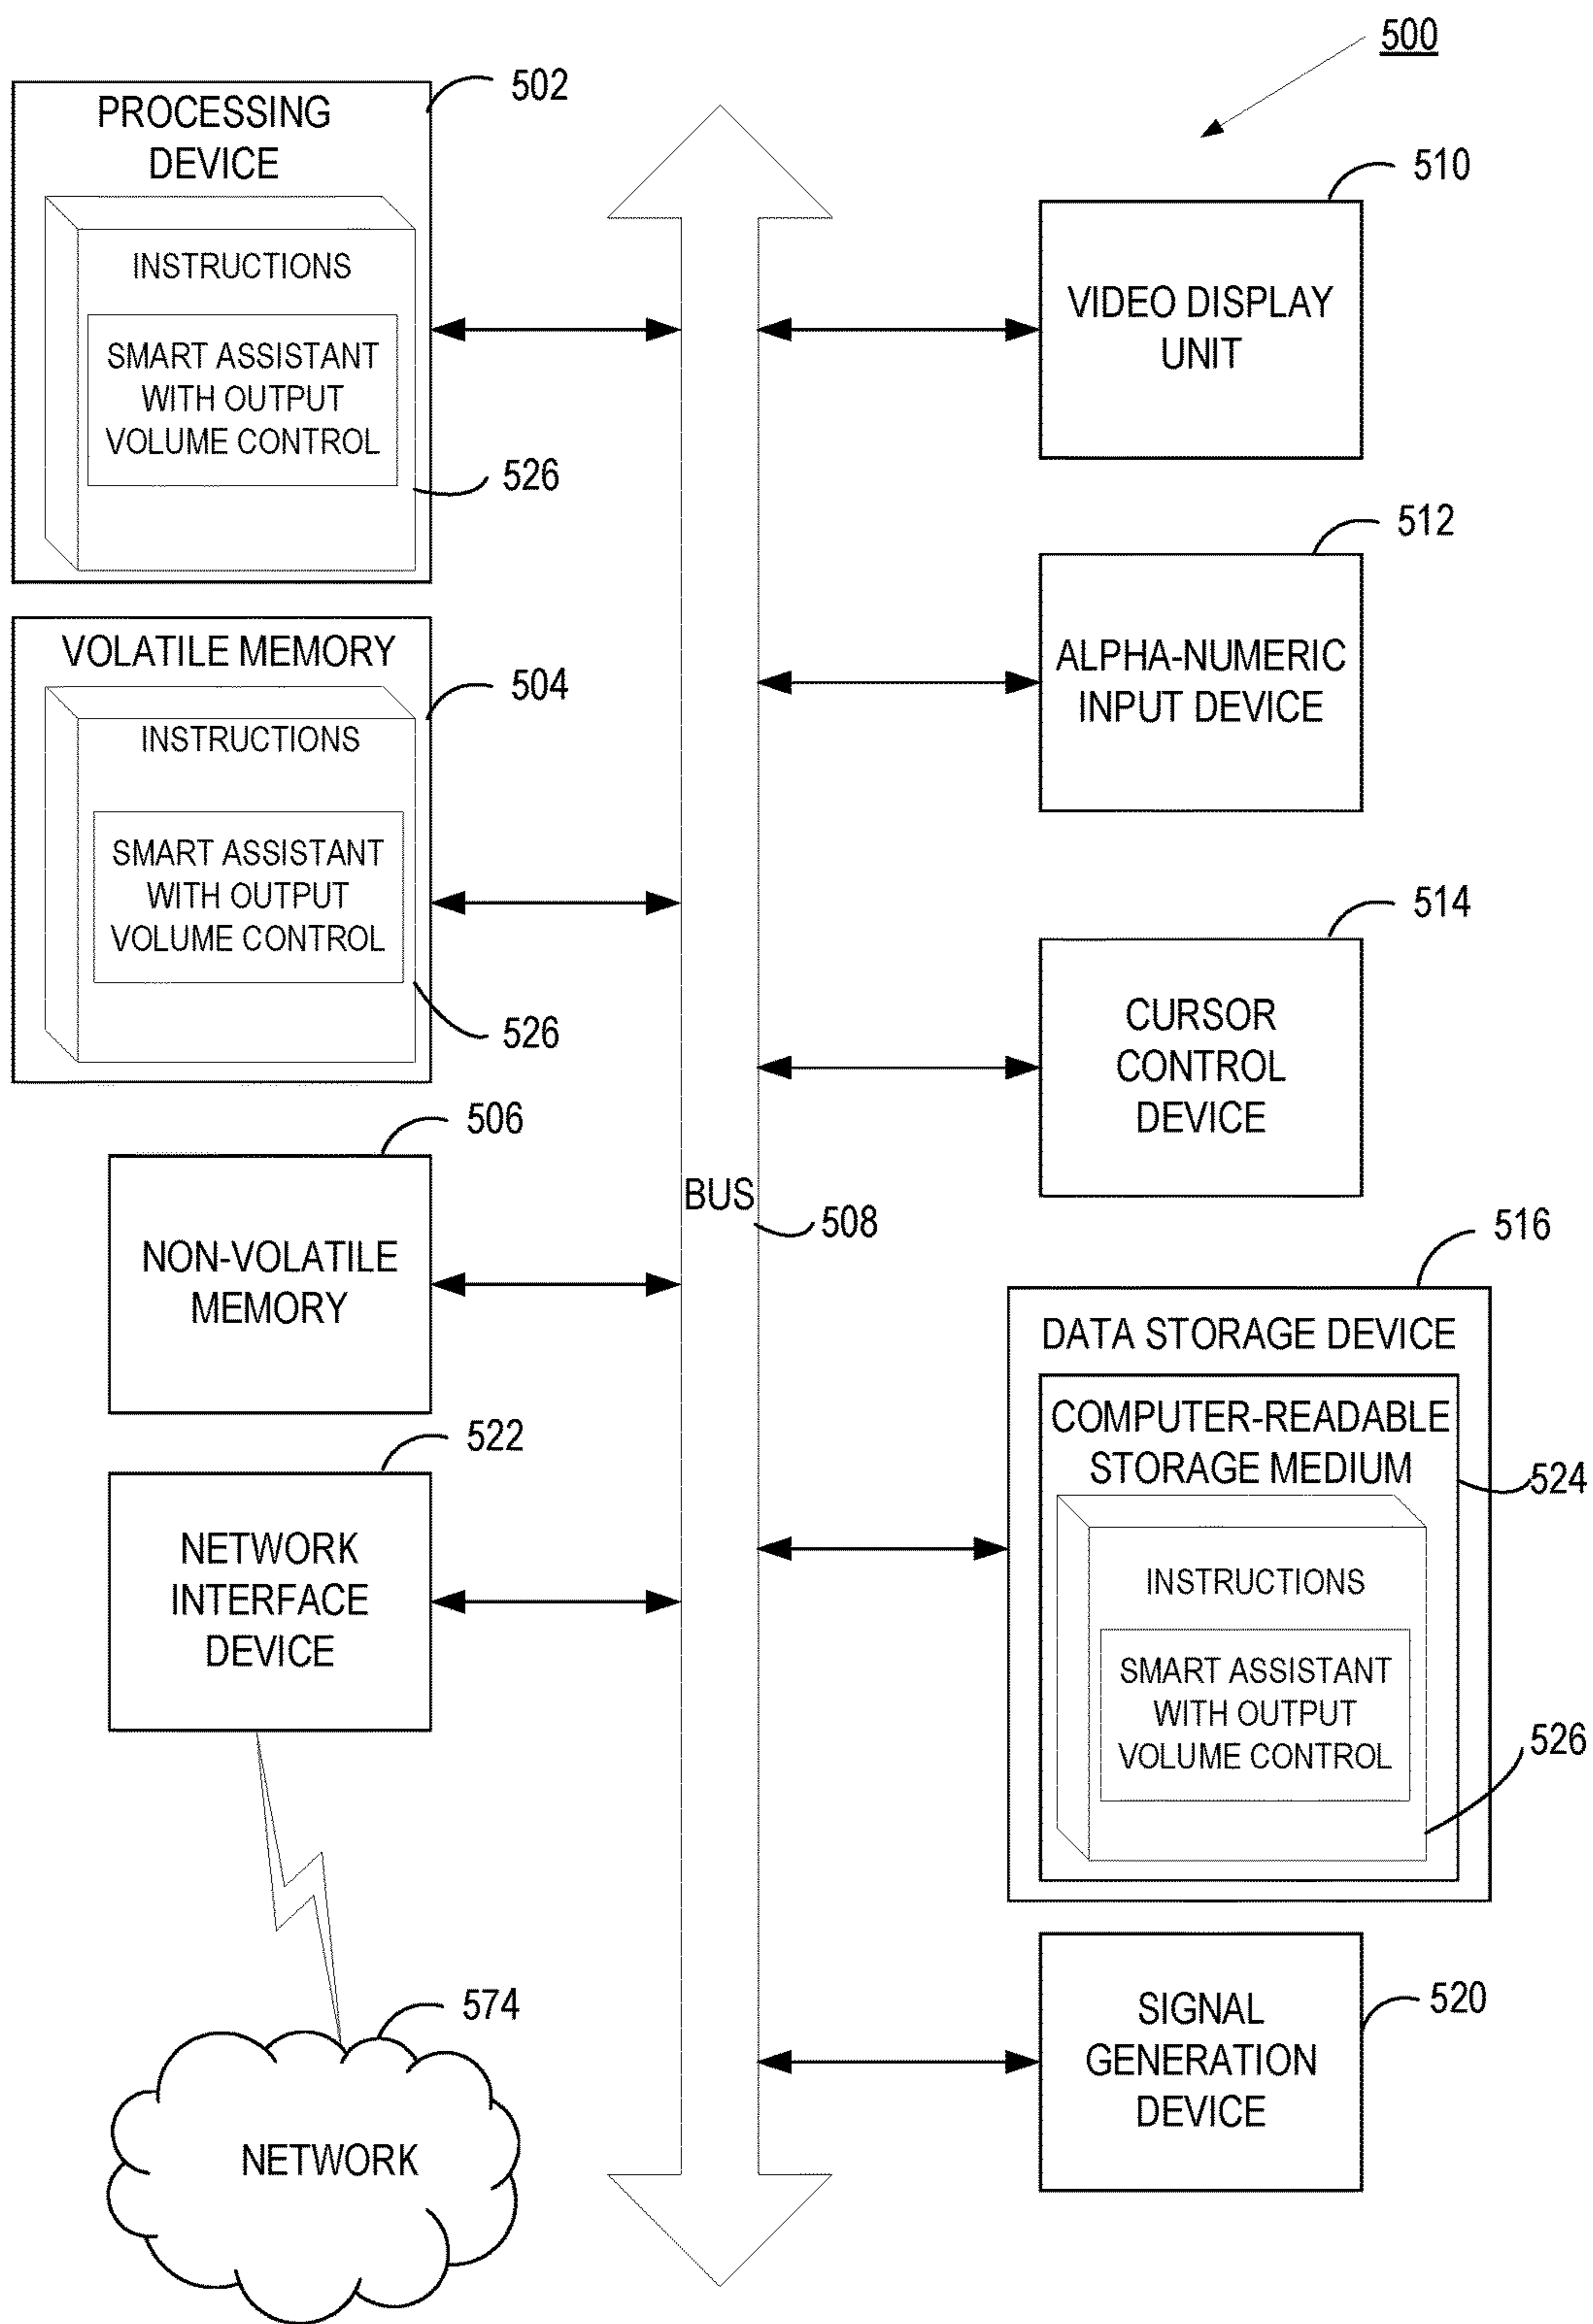 500
502
PROCESSING
DEVICE
INSTRUCTIONS
SMART ASSISTANT
WITH OUTPUT
VOLUME CONTROL
526
VOLATILE MEMORY
504
INSTRUCTIONS
SMART ASSISTANT
WITH OUTPUT
VOLUME CONTROL
526
506
NON-VOLATILE
MEMORY
522
NETWORK
INTERFACE
DEVICE
574
NETWORK
BUS
508
510
VIDEO DISPLAY
UNIT
512
ALPHA-NUMERIC
INPUT DEVICE
514
CURSOR
CONTROL
DEVICE
516
DATA STORAGE DEVICE
COMPUTER-READABLE
STORAGE MEDIUM
524
INSTRUCTIONS
SMART ASSISTANT
WITH OUTPUT
VOLUME CONTROL
526
SIGNAL
GENERATION
DEVICE
520